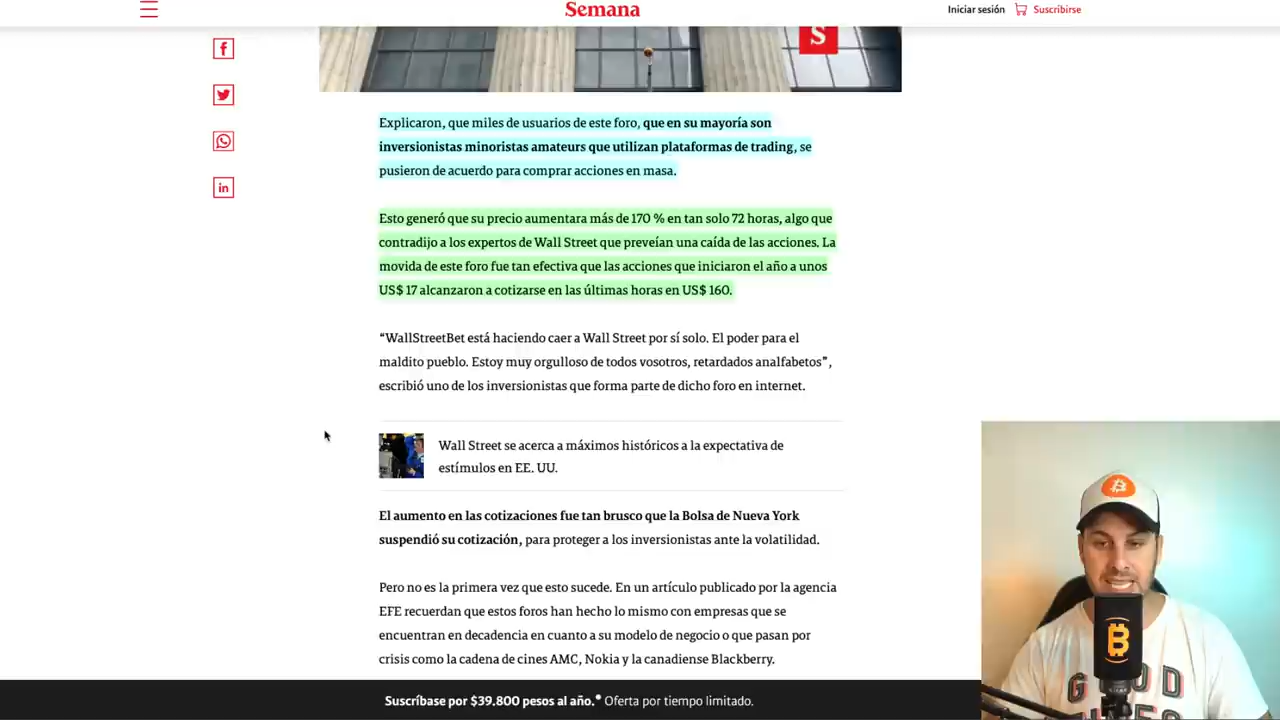 Semana
Iniciar sesión
Suscribirse
S
Explicaron, que miles de usuarios de este foro, que en su mayoría son
inversionistas minoristas amateurs que utilizan plataformas de trading, se
pusieron de acuerdo para comprar acciones en masa.
Esto generó que su precio aumentara más de 170 % en tan solo 72 horas, algo que
contradijo a los expertos de Wall Street que preveían una caída de las acciones. La
movida de este foro fue tan efectiva que las acciones que iniciaron el año a unos
US$ 17 alcanzaron a cotizarse en las últimas horas en US$ 160.
“WallStreetBet está haciendo caer a Wall Street por sí solo. El poder para el
maldito pueblo. Estoy muy orgulloso de todos vosotros, retardados analfabetos”,
escribió uno de los inversionistas que forma parte de dicho foro en internet.
Wall Street se acerca a máximos históricos a la expectativa de
estímulos en EE. UU.
El aumento en las cotizaciones fue tan brusco que la Bolsa de Nueva York
suspendió su cotización, para proteger a los inversionistas ante la volatilidad.
Pero no es la primera vez que esto sucede. En un artículo publicado por la agencia
EFE recuerdan que estos foros han hecho lo mismo con empresas que se
encuentran en decadencia en cuanto a su modelo de negocio o que pasan por
crisis como la cadena de cines AMC, Nokia y la canadiense Blackberry.
Suscríbase por $39.800 pesos al año.* Oferta por tiempo limitado.